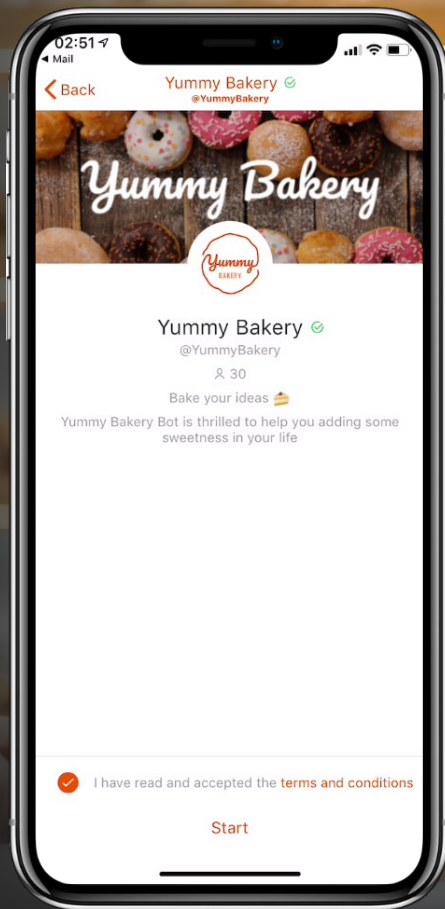 02:51
Mail
Back
Yummy Bakery
@YummyBakery
Yummy Bakery
Yummy
BAKERY
Yummy Bakery
@YummyBakery
30
Bake your ideas 🍰
Yummy Bakery Bot is thrilled to help you adding some
sweetness in your life
I have read and accepted the terms and conditions
Start